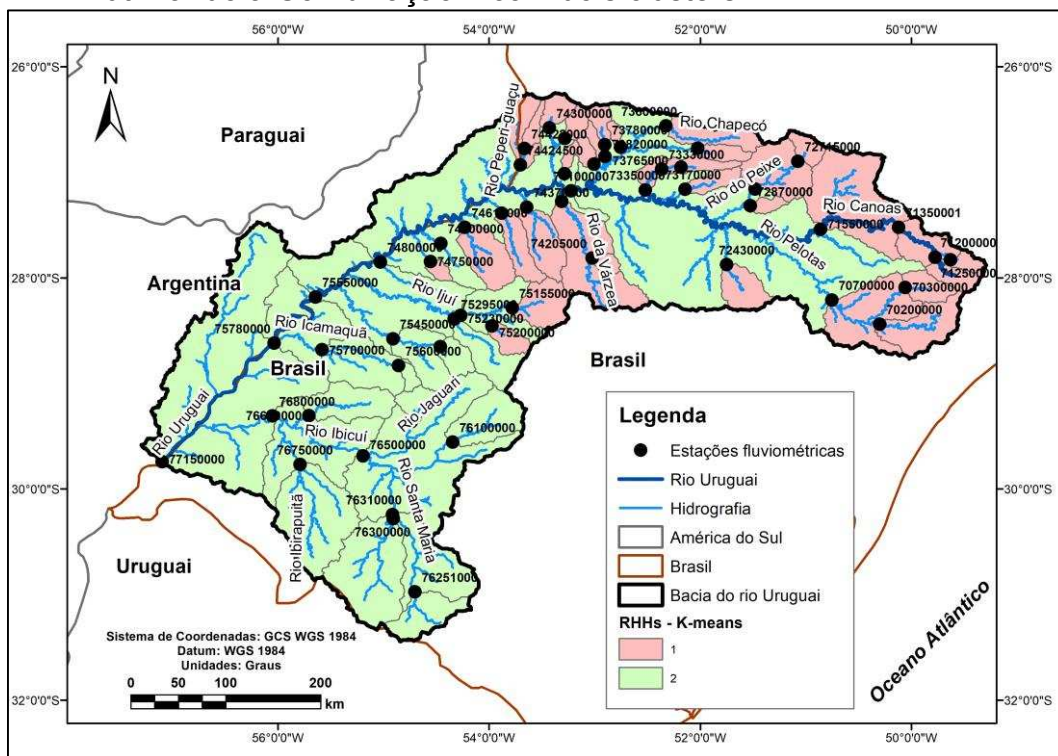 56°0'0"W 54°0'0"W 52°0'0"W 50°0'0"W
26°0'0"S 26°0'0"S
28°0'0"S 28°0'0"S
30°0'0"S 30°0'0"S
32°0'0"S 32°0'0"S
N
Paraguai
Argentina
Uruguai
Brasil
Brasil
Oceano Atlântico
Rio Peperi-guaçu
Rio Chapecó
Rio do Peixe
Rio Canoas
Rio Pelotas
Rio da Várzea
Rio Ijuí
Rio Icamaquã
Rio Uruguai
Rio Jaguari
Rio Ibicuí
Rio Santa Maria
Rio Ibirapuitã
74300000
74424500
73780000
73765000
73330000
73350000
73170000
72715000
72870000
71350001
71550000
71200000
71250000
70700000
70300000
70200000
72430000
74205000
74800000
74750000
75550000
75155000
75295000
75230000
75200000
75450000
75780000
75700000
76800000
76500000
76100000
76750000
77150000
76310000
76300000
76251000
Legenda
Estações fluviométricas
Rio Uruguai
Hidrografia
América do Sul
Brasil
Bacia do rio Uruguai
RHHs - K-means
1
2
Sistema de Coordenadas: GCS WGS 1984
Datum: WGS 1984
Unidades: Graus
0 50 100 200
km
56°0'0"W 54°0'0"W 52°0'0"W 50°0'0"W